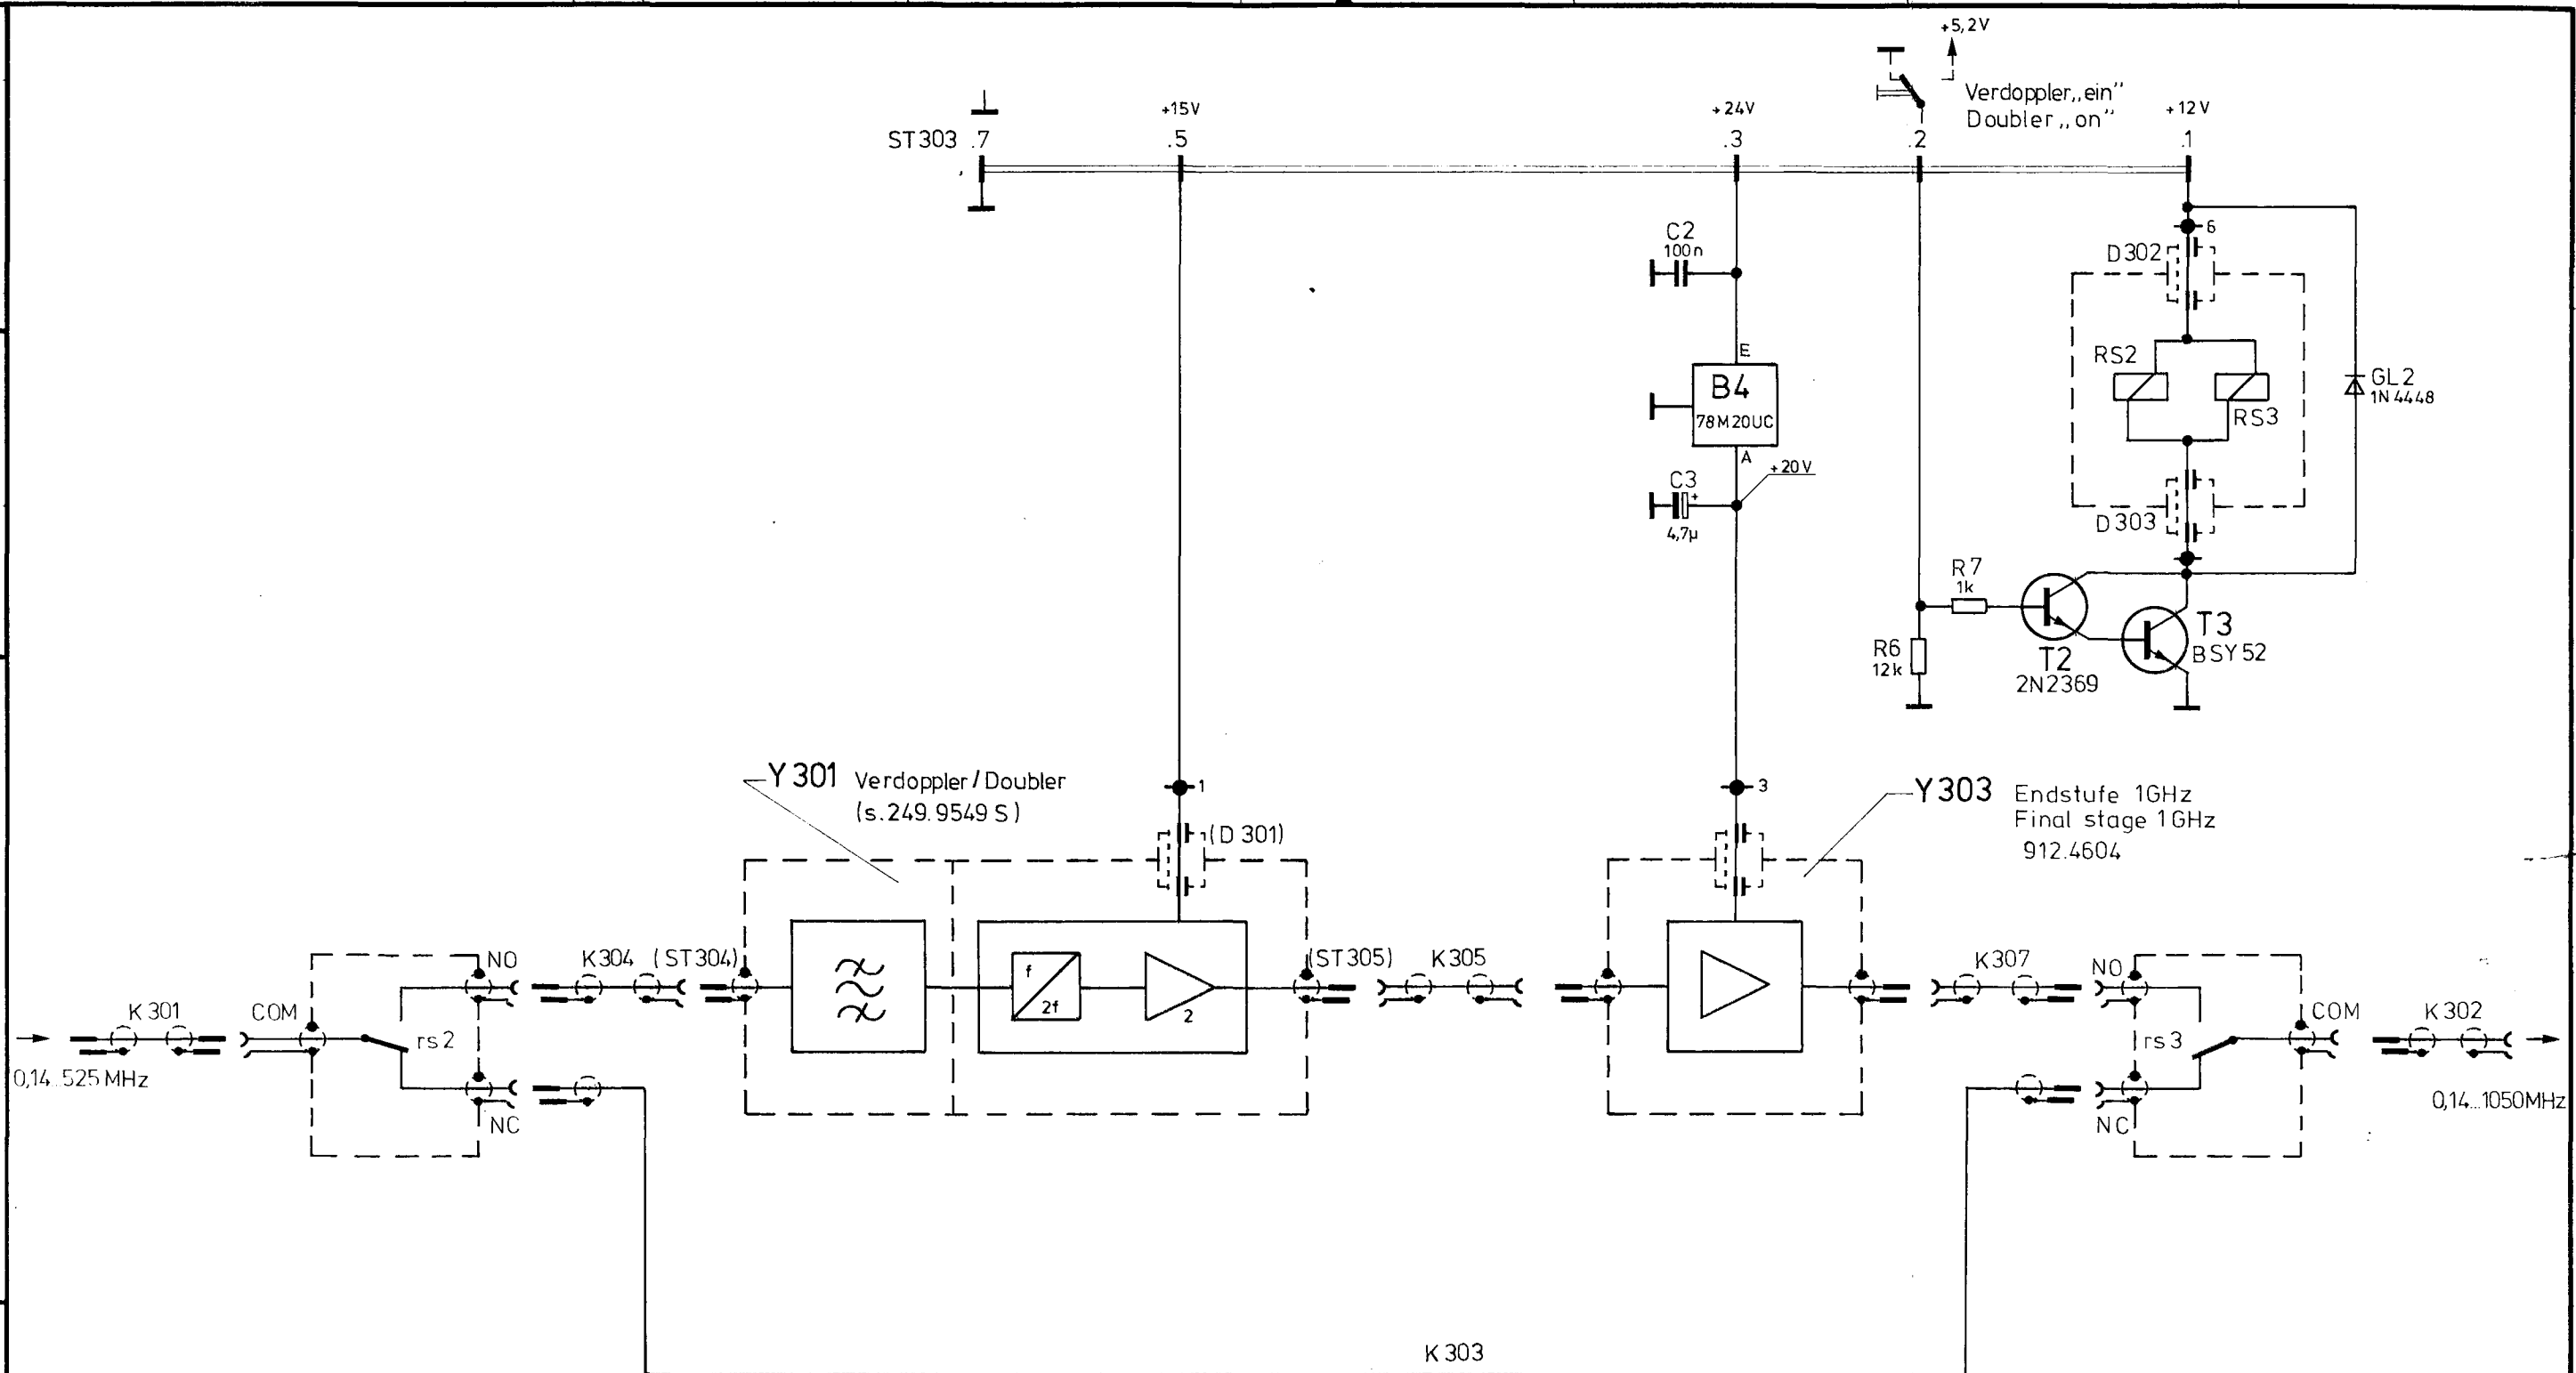 +5,2V
Verdoppler „ein"
Doubler „on"
+15V
+24V
+12V
ST303 .7 .5 .3 .2 .1
6
C2
100n
D302
E
B4
78M20UC
RS2
RS3
GL2
1N4448
A
+20V
C3
+
4,7µ
D303
R7
1k
T3
BSY52
R6
12k
T2
2N2369
Y301 Verdoppler/Doubler
(s.249.9549 S)
1
3
Y303 Endstufe 1GHz
Final stage 1GHz
912.4604
(D 301)
NO
K304 (ST304)
(ST305) K305
K307
NO
f
2f
2
K301
COM
rs2
rs3
COM
K302
0,14...525MHz
0,14...1050MHz
NC
NC
K303